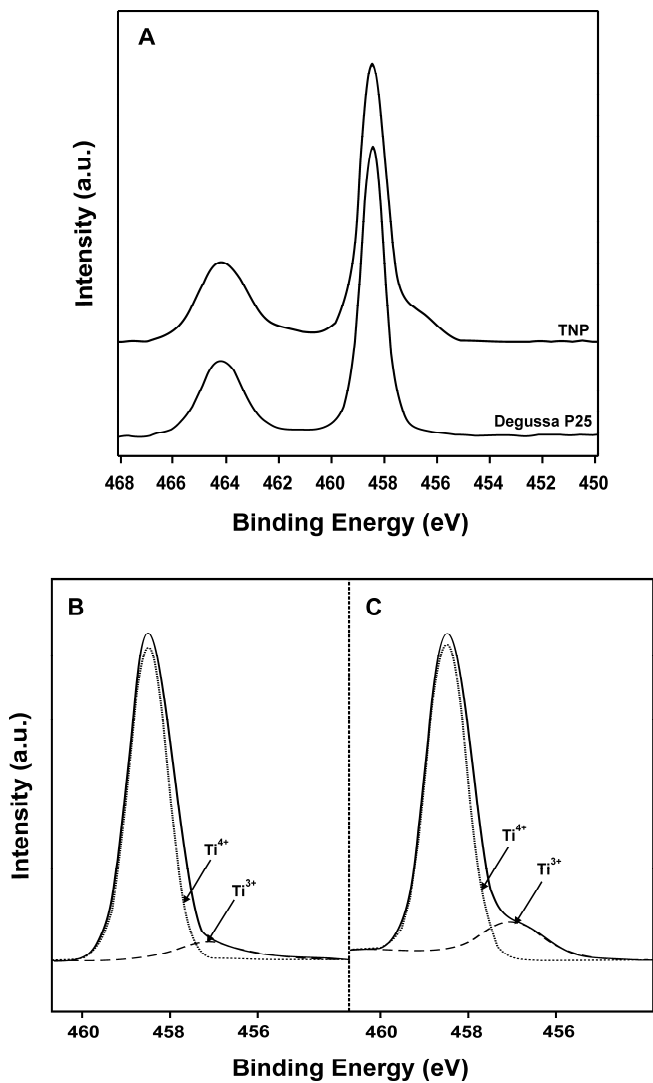 A
Intensity (a.u.)
TNP
Degussa P25
468 466 464 462 460 458 456 454 452 450
Binding Energy (eV)
B
C
Intensity (a.u.)
Ti4+
Ti3+
Ti4+
Ti3+
460 458 456 460 458 456
Binding Energy (eV)